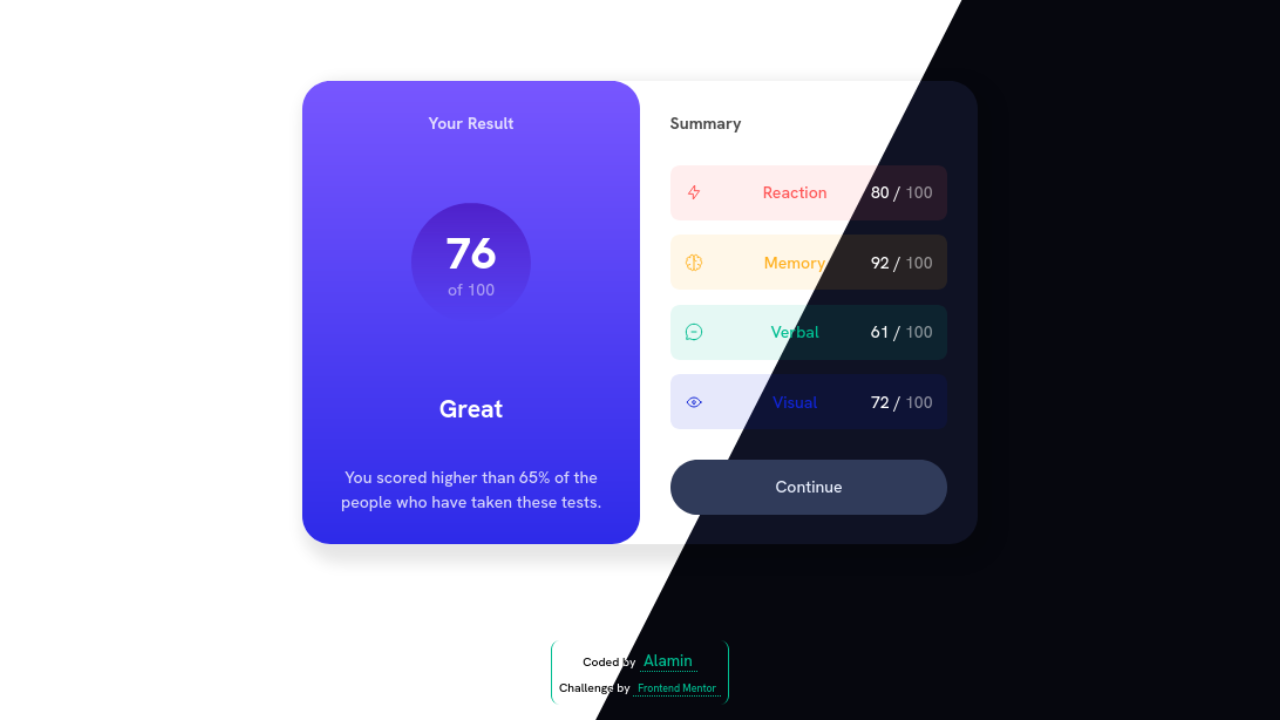 Your Result
76
of 100
Great
You scored higher than 65% of the
people who have taken these tests.
Summary
Reaction 80 / 100
Memory 92 / 100
Verbal 61 / 100
Visual 72 / 100
Continue
Coded by Alamin
Challenge by Frontend Mentor